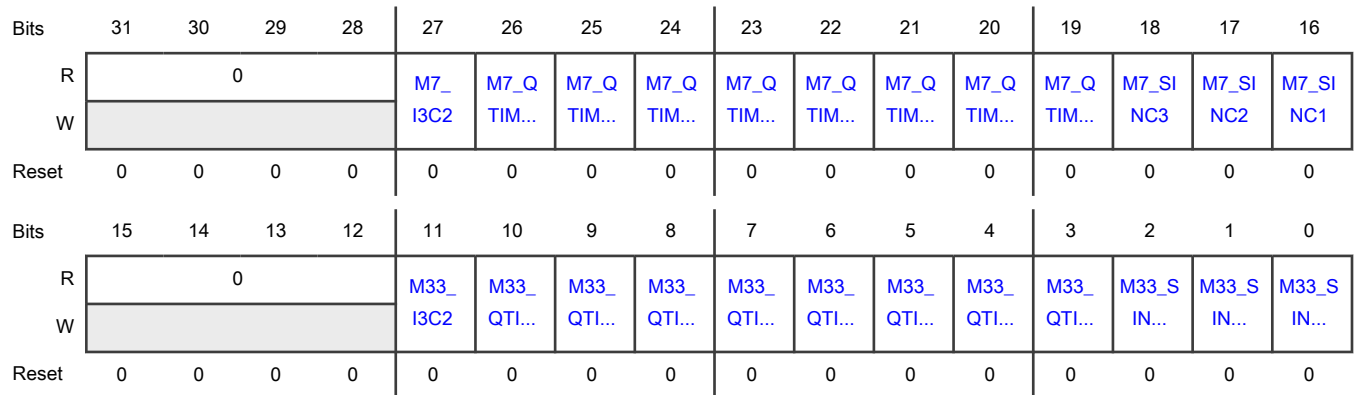 Bits 31 30 29 28 27 26 25 24 23 22 21 20 19 18 17 16
R 0 M7_ M7_Q M7_Q M7_Q M7_Q M7_Q M7_Q M7_Q M7_Q M7_SI M7_SI M7_SI
W I3C2 TIM... TIM... TIM... TIM... TIM... TIM... TIM... TIM... NC3 NC2 NC1
Reset 0 0 0 0 0 0 0 0 0 0 0 0 0 0 0 0
Bits 15 14 13 12 11 10 9 8 7 6 5 4 3 2 1 0
R 0 M33_ M33_ M33_ M33_ M33_ M33_ M33_ M33_ M33_ M33_S M33_S M33_S
W I3C2 QTI... QTI... QTI... QTI... QTI... QTI... QTI... QTI... IN... IN... IN...
Reset 0 0 0 0 0 0 0 0 0 0 0 0 0 0 0 0